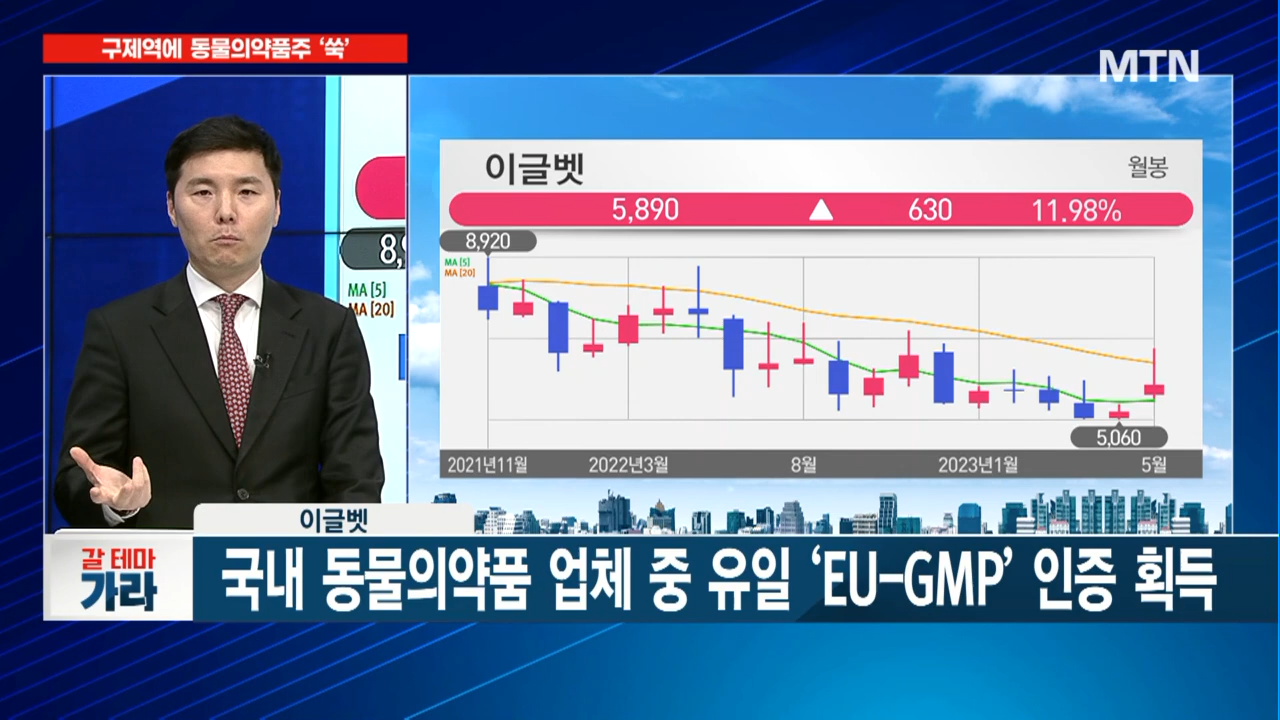 구제역에 동물의약품주 ‘쑥’
MTN
이글벳
월봉
5,890 ▲ 630 11.98%
8,920
MA [5]
MA [20]
8,9
MA [5]
MA [20]
5,060
2021년11월 2022년3월 8월 2023년1월 5월
이글벳
갈 테마
가라
국내 동물의약품 업체 중 유일 ‘EU-GMP’ 인증 획득